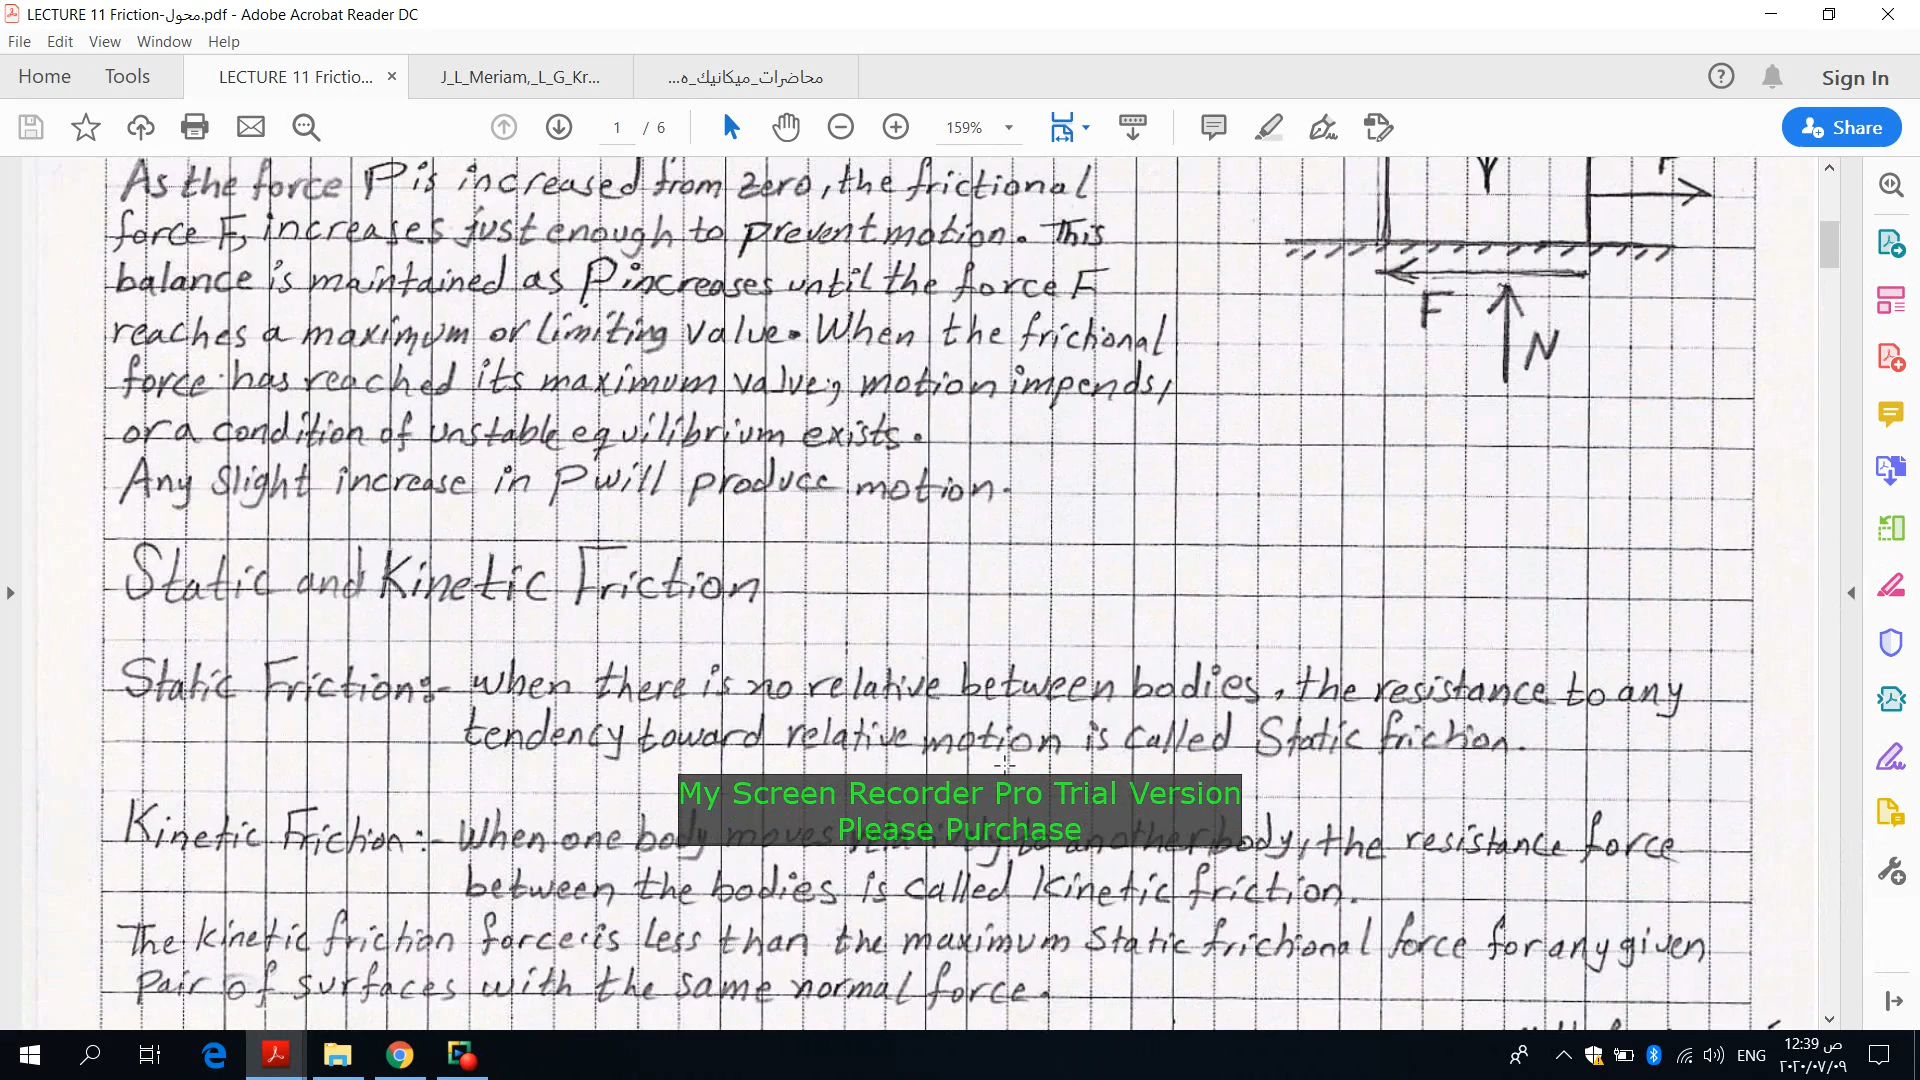 LECTURE 11 Friction-محول.pdf - Adobe Acrobat Reader DC
File Edit View Window Help
Home Tools LECTURE 11 Frictio... J_L_Meriam,_L_G_Kr... محاضرات_ميكانيك_ه... Sign In
1 / 6 159% Share
As the force P is increased from zero, the frictional
force F, increases just enough to prevent motion. This
balance is maintained as P increases until the force F
reaches a maximum or limiting value. When the frictional
force has reached its maximum value, motion impends,
or a condition of unstable equilibrium exists.
Any slight increase in P will produce motion.
F
N
Static and Kinetic Friction
Static Friction:- when there is no relative between bodies, the resistance to any
tendency toward relative motion is called Static friction.
My Screen Recorder Pro Trial Version
Please Purchase
Kinetic Friction:- When one body moves to another body, the resistance force
between the bodies is called Kinetic friction.
The kinetic friction force is less than the maximum static frictional force for any given
pair of surfaces with the same normal force.
ENG
12:39 ص
٢٠٢٠/٠٧/٠٩